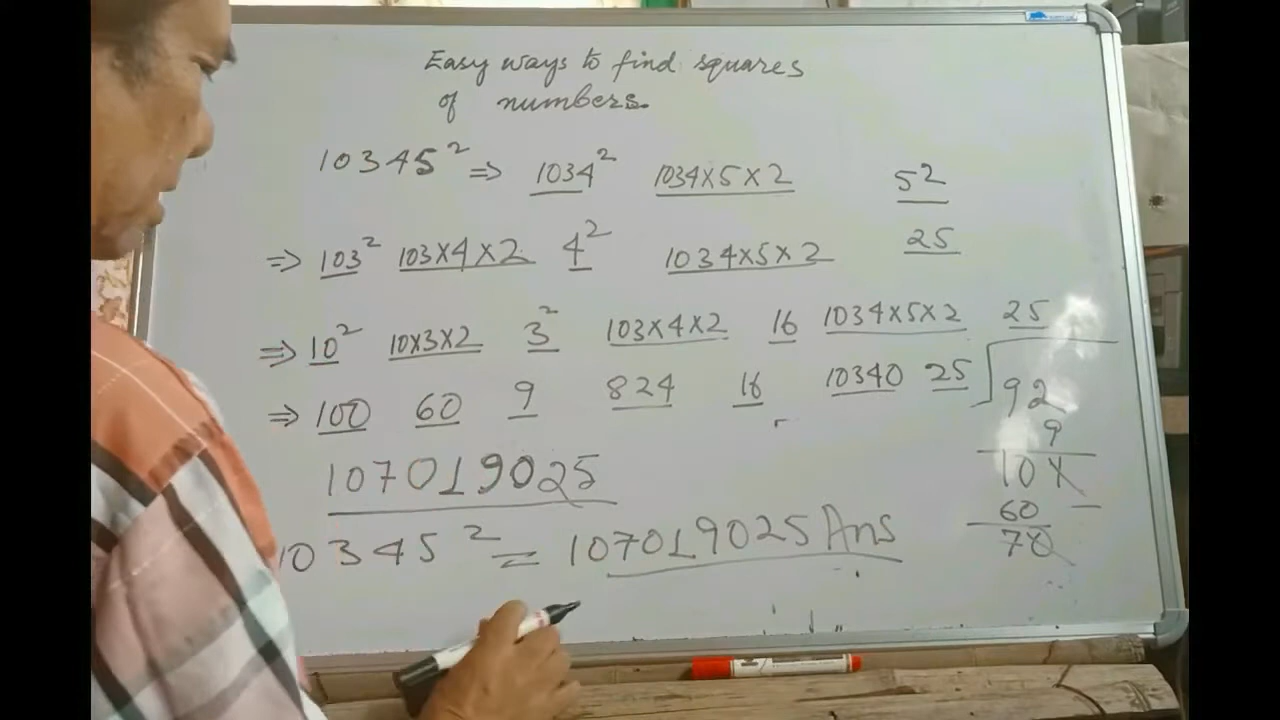 Easy ways to find squares
of numbers.
10345² ⇒ 1034² 1034×5×2 5²
⇒ 103² 103×4×2 4² 1034×5×2 25
⇒ 10² 10×3×2 3² 103×4×2 16 1034×5×2 25
⇒ 100 60 9 824 16 10340 25
92
9
107019025
10
60
10345² = 107019025 Ans
70